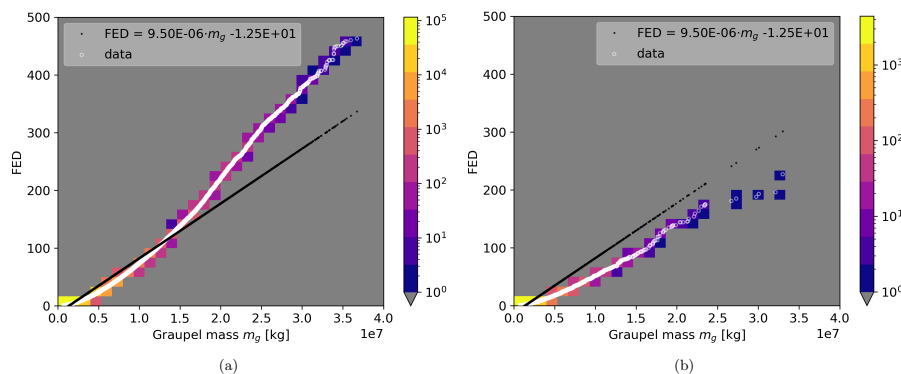 FED = 9.50E-06·m_g -1.25E+01
data
500
400
300
200
100
0
FED
0.0 0.5 1.0 1.5 2.0 2.5 3.0 3.5 4.0
1e7
Graupel mass m_g [kg]
10^5
10^4
10^3
10^2
10^1
10^0
(a)
FED = 9.50E-06·m_g -1.25E+01
data
500
400
300
200
100
0
FED
0.0 0.5 1.0 1.5 2.0 2.5 3.0 3.5 4.0
1e7
Graupel mass m_g [kg]
10^3
10^2
10^1
10^0
(b)